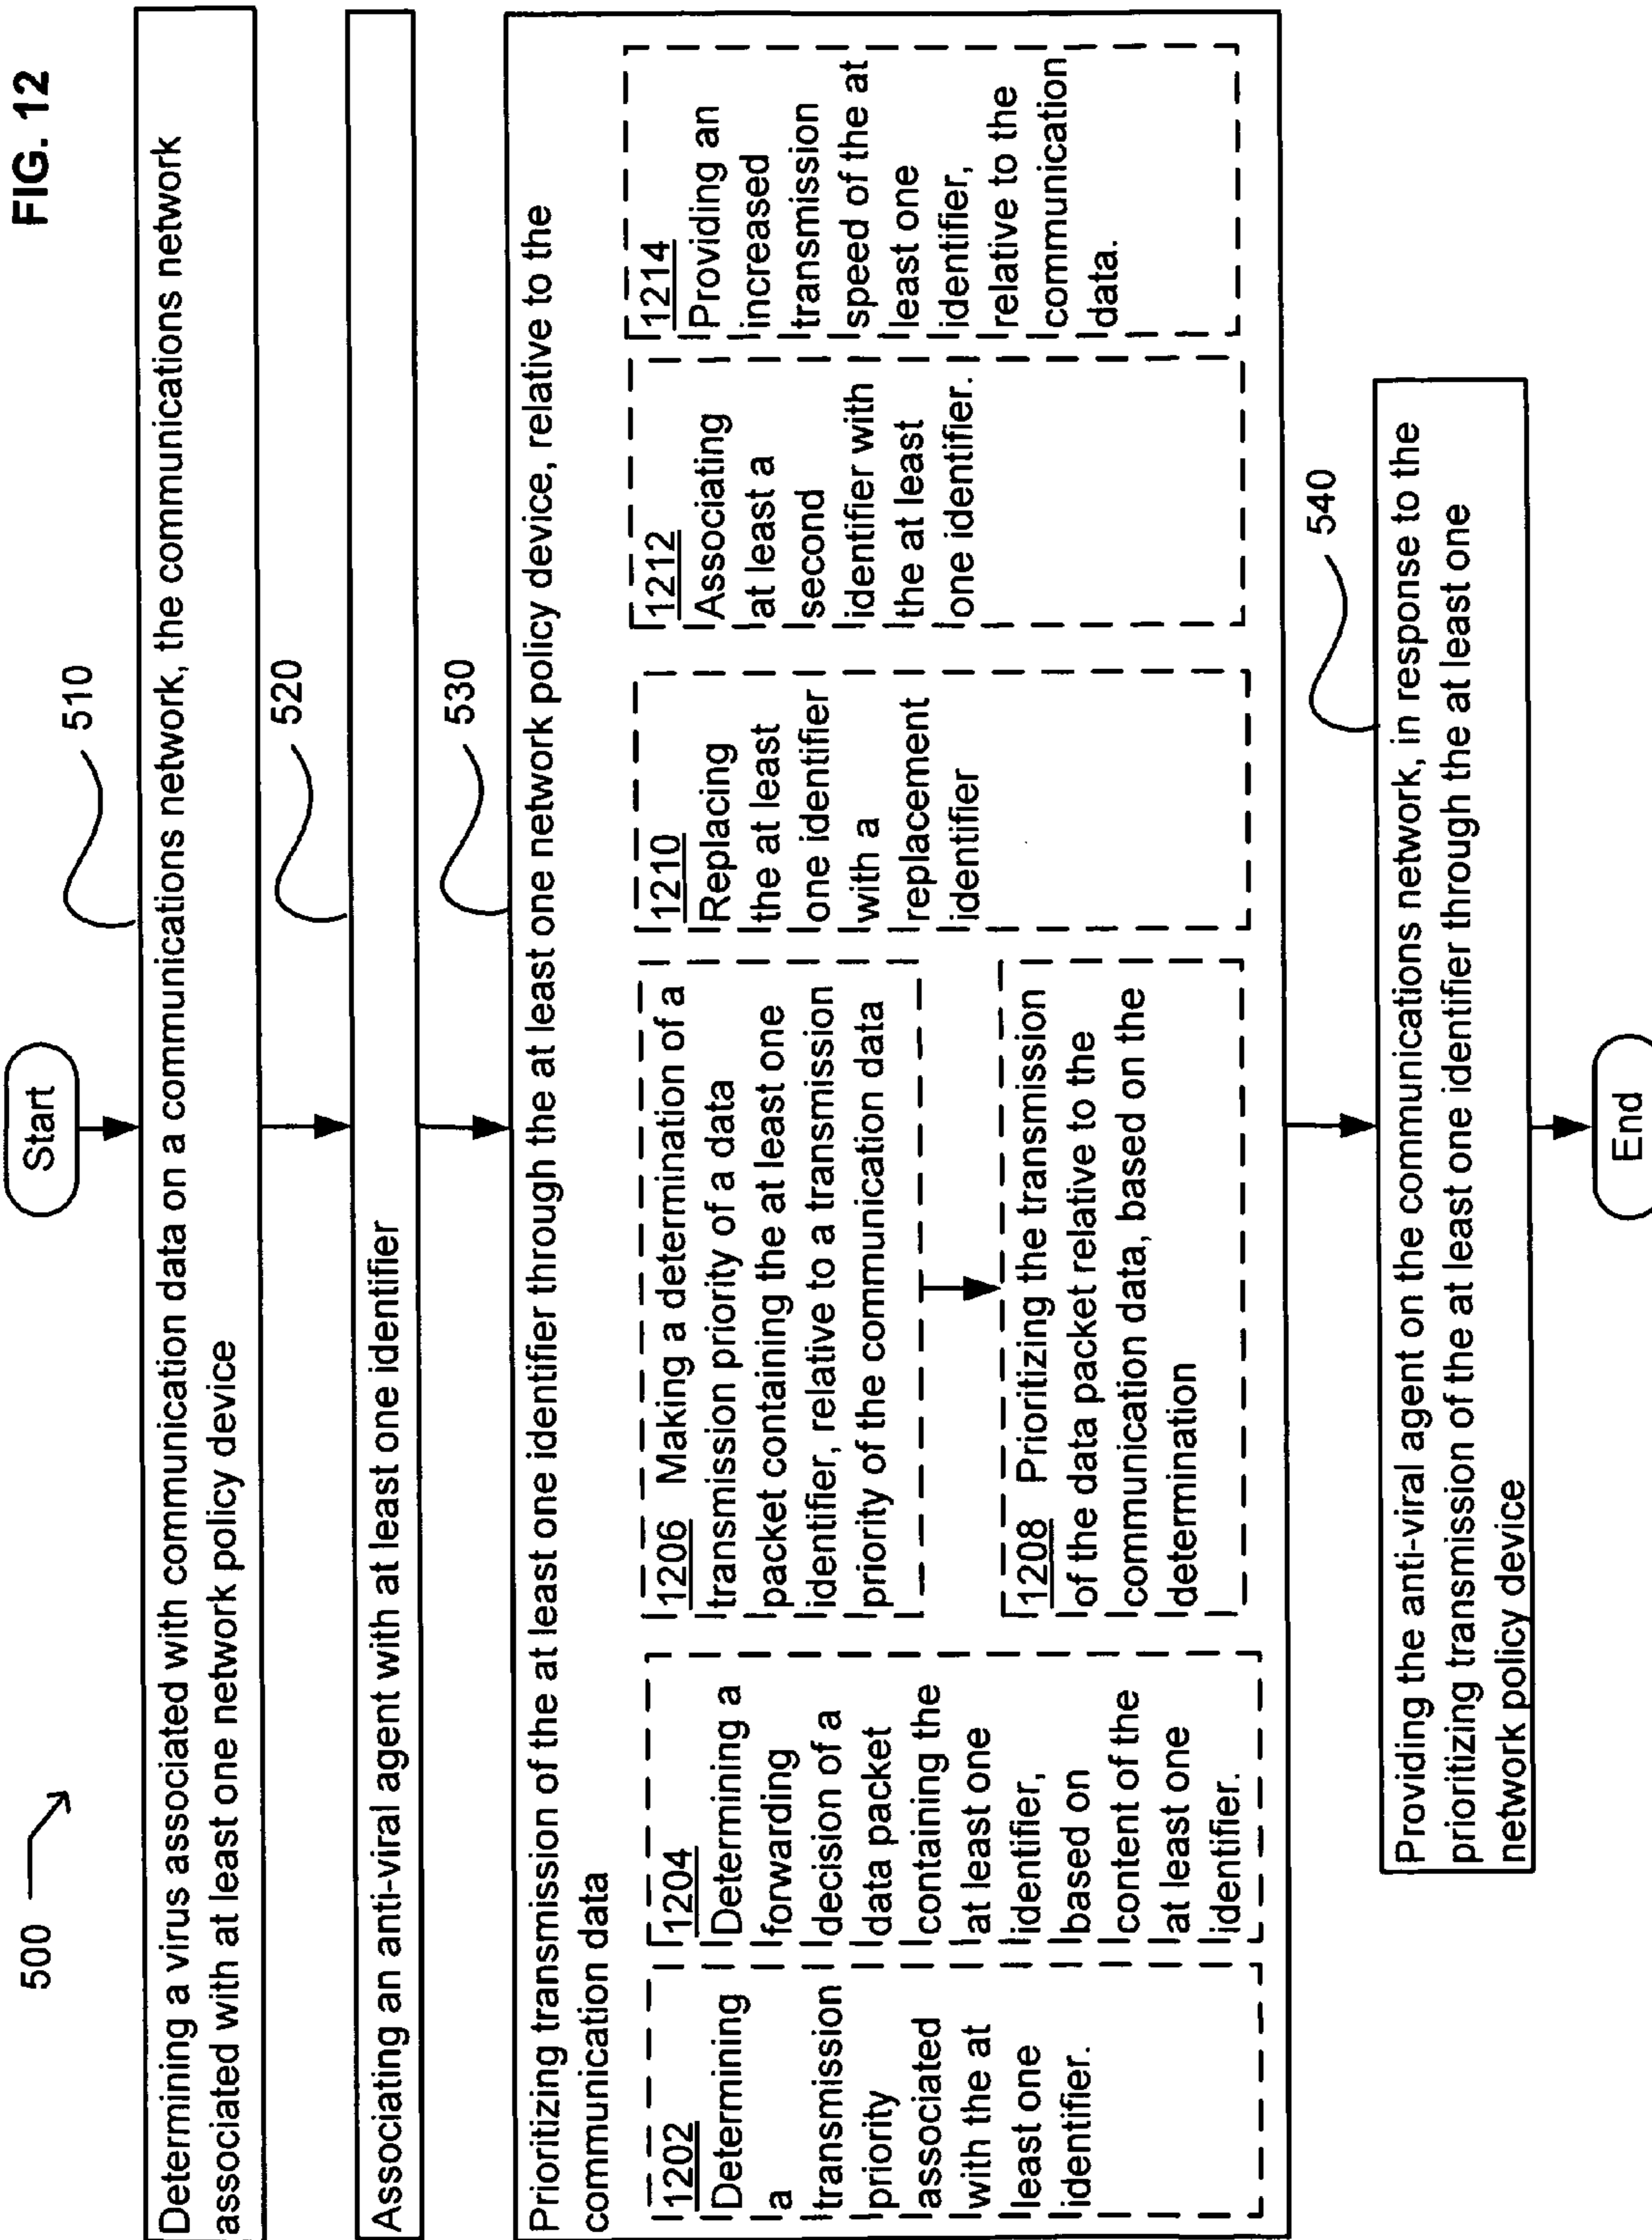 FIG. 12
500
Start
510
Determining a virus associated with communication data on a communications network, the communications network
associated with at least one network policy device
520
Associating an anti-viral agent with at least one identifier
530
Prioritizing transmission of the at least one identifier through the at least one network policy device, relative to the
communication data
1202
Determining
a
transmission
priority
associated
with the at
least one
identifier.
1204
Determining a
forwarding
decision of a
data packet
containing the
at least one
identifier,
based on
content of the
at least one
identifier.
1206 Making a determination of a
transmission priority of a data
packet containing the at least one
identifier, relative to a transmission
priority of the communication data
1208 Prioritizing the transmission
of the data packet relative to the
communication data, based on the
determination
1210
Replacing
the at least
one identifier
with a
replacement
identifier
1212
Associating
at least a
second
identifier with
the at least
one identifier.
1214
Providing an
increased
transmission
speed of the at
least one
identifier,
relative to the
communication
data.
540
Providing the anti-viral agent on the communications network, in response to the
prioritizing transmission of the at least one identifier through the at least one
network policy device
End